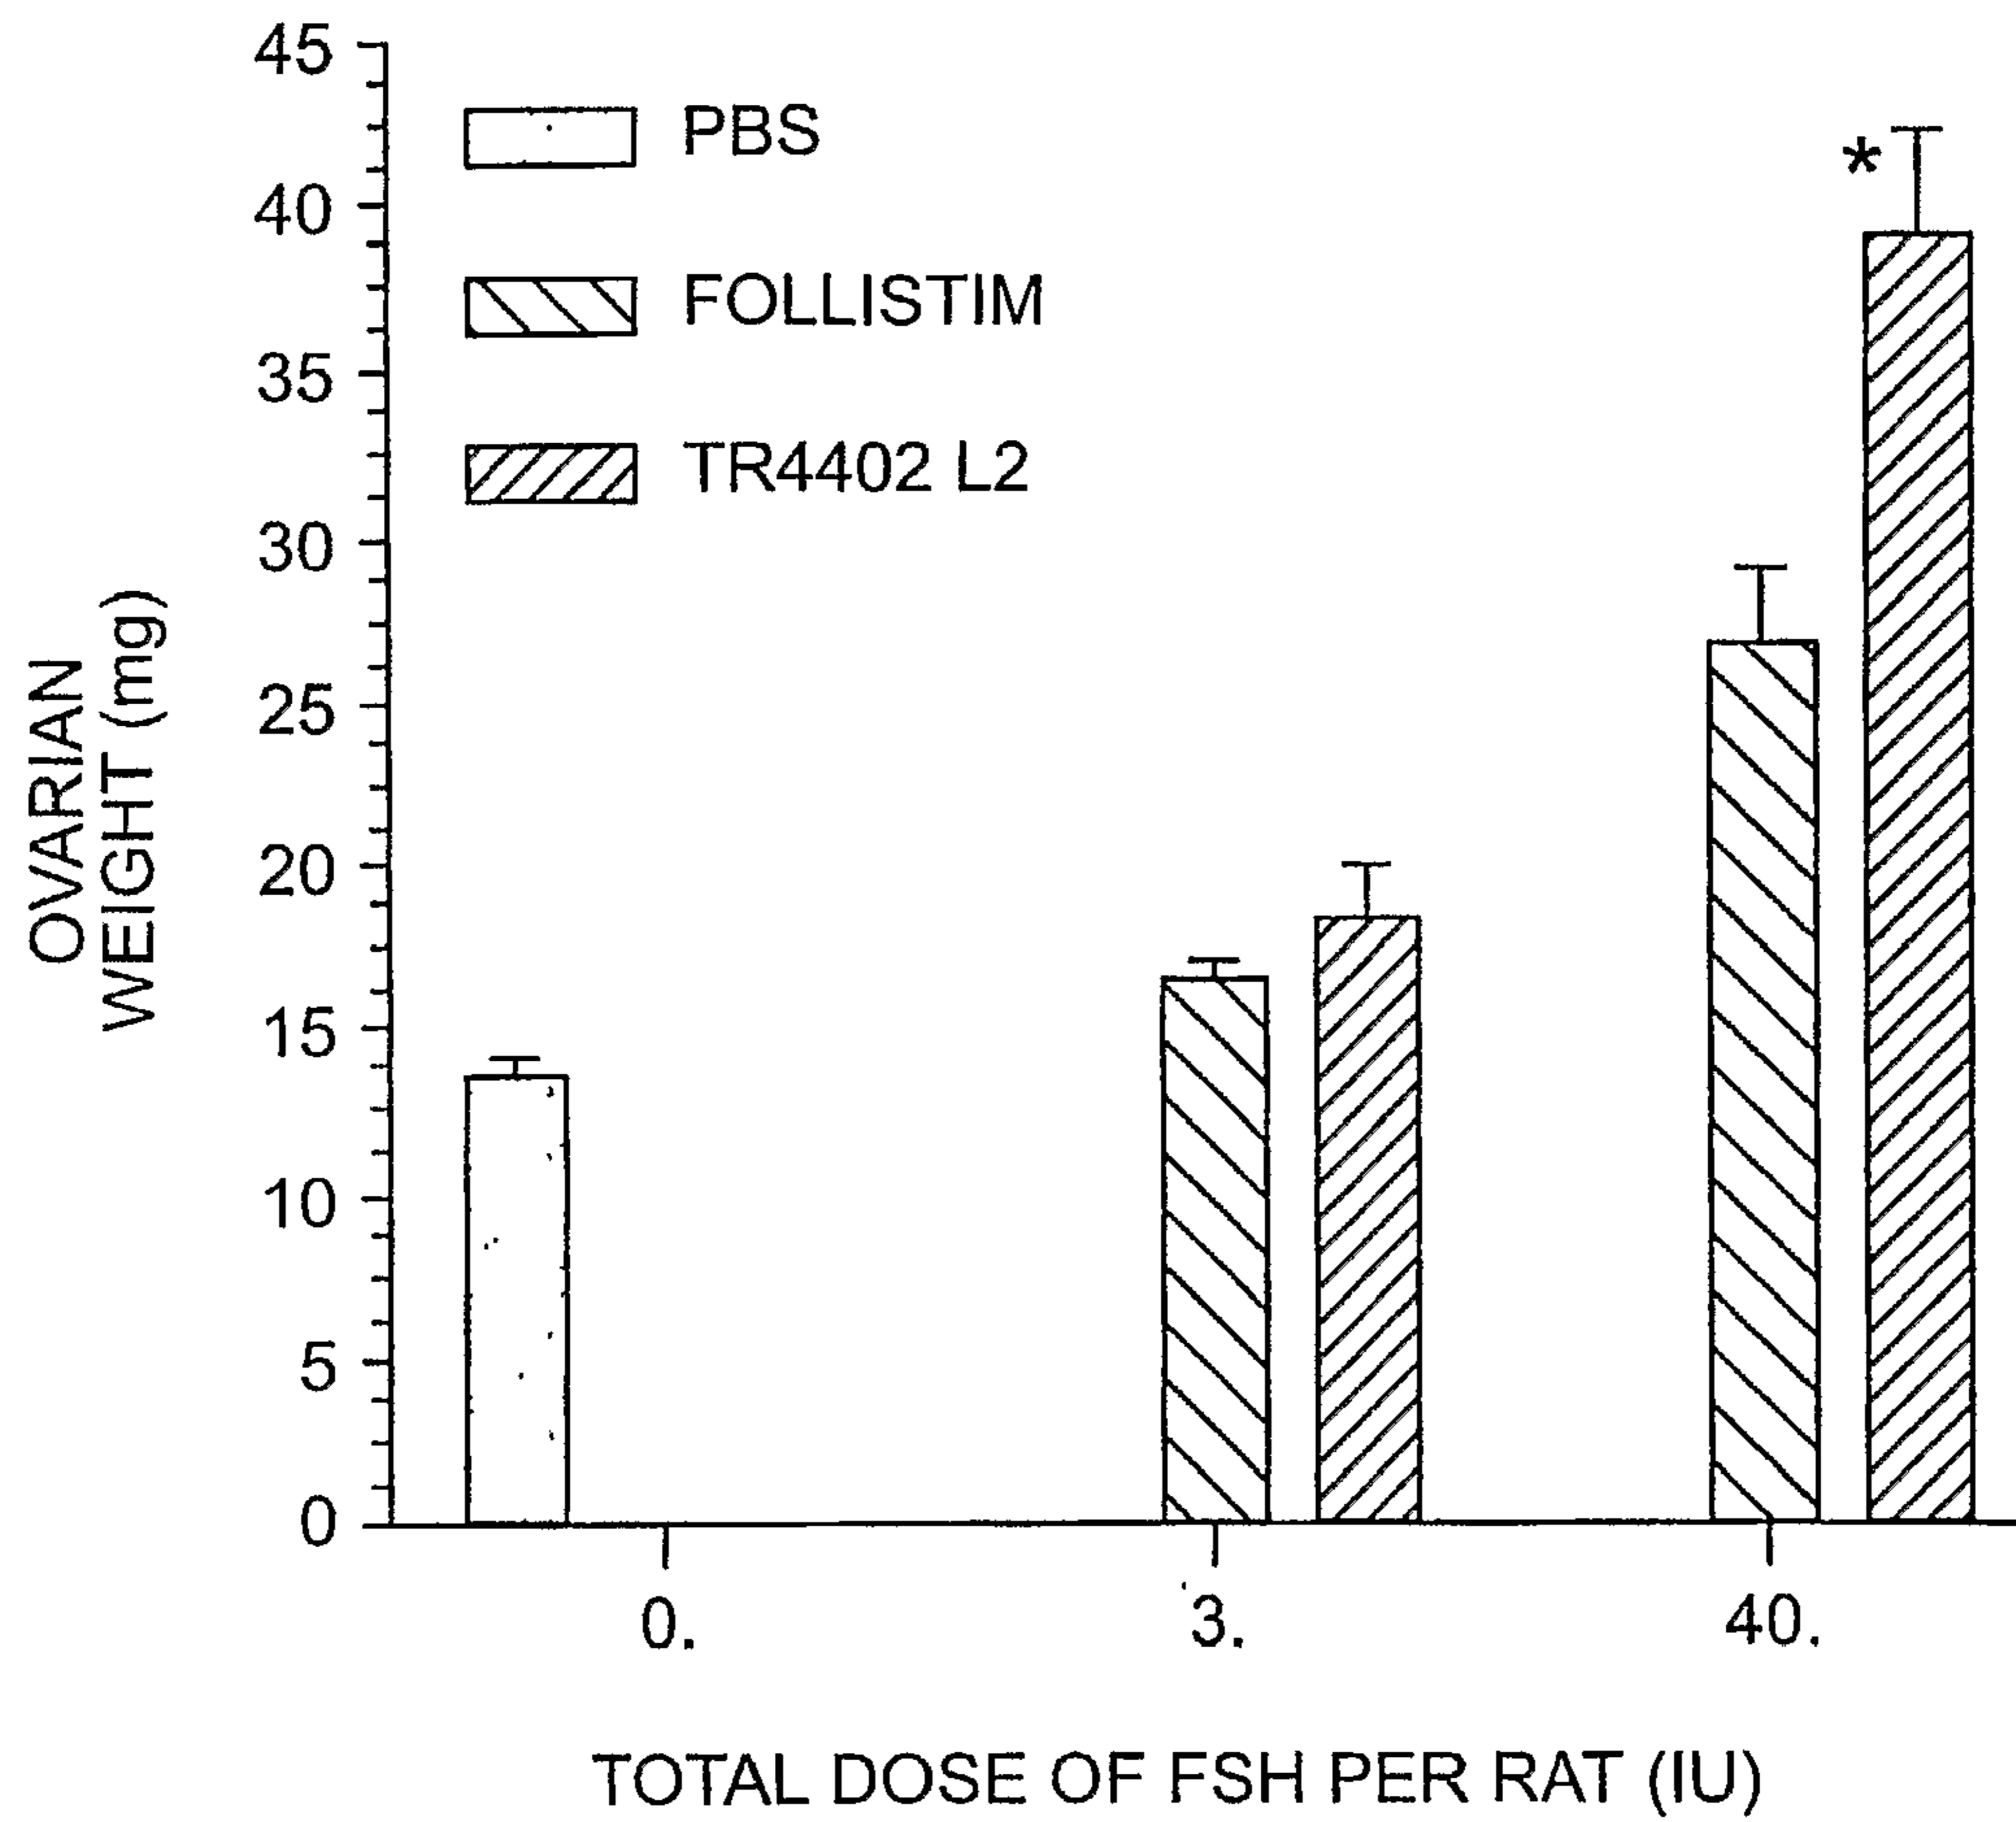 45
40
35
30
25
20
15
10
5
0
OVARIAN
WEIGHT (mg)
PBS
FOLLISTIM
TR4402 L2
*
0.
3.
40.
TOTAL DOSE OF FSH PER RAT (IU)